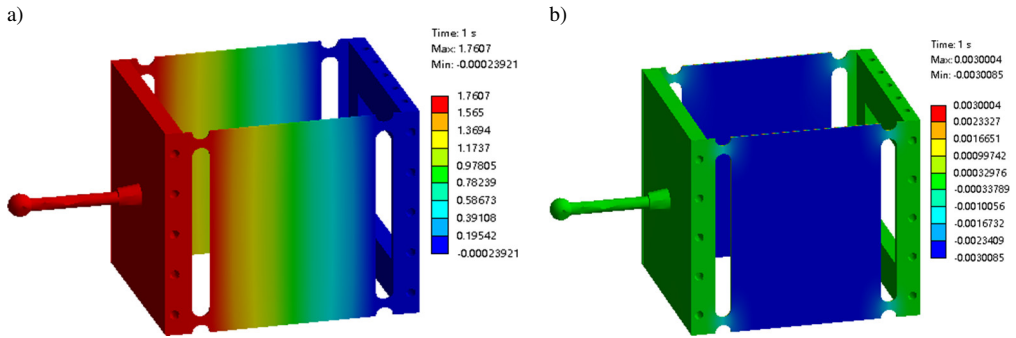 a)
Time: 1 s
Max: 1.7607
Min: -0.00023921
1.7607
1.565
1.3694
1.1737
0.97805
0.78239
0.58673
0.39108
0.19542
-0.00023921
b)
Time: 1 s
Max: 0.0030004
Min: -0.0030085
0.0030004
0.0023327
0.0016651
0.00099742
0.00032976
-0.00033789
-0.0010056
-0.0016732
-0.0023409
-0.0030085